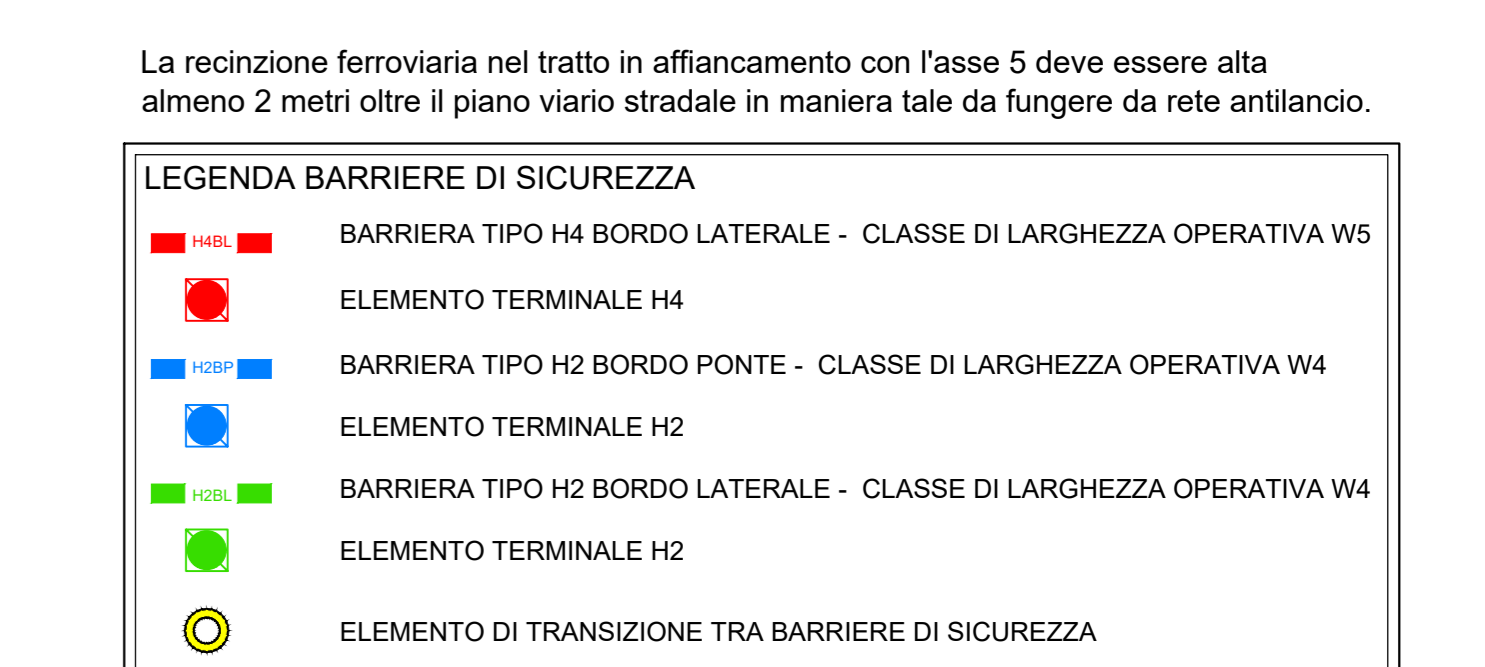 La recinzione ferroviaria nel tratto in affiancamento con l'asse 5 deve essere alta
almeno 2 metri oltre il piano viario stradale in maniera tale da fungere da rete antilancio.
LEGENDA BARRIERE DI SICUREZZA
H4BL BARRIERA TIPO H4 BORDO LATERALE - CLASSE DI LARGHEZZA OPERATIVA W5
ELEMENTO TERMINALE H4
H2BP BARRIERA TIPO H2 BORDO PONTE - CLASSE DI LARGHEZZA OPERATIVA W4
ELEMENTO TERMINALE H2
H2BL BARRIERA TIPO H2 BORDO LATERALE - CLASSE DI LARGHEZZA OPERATIVA W4
ELEMENTO TERMINALE H2
ELEMENTO DI TRANSIZIONE TRA BARRIERE DI SICUREZZA